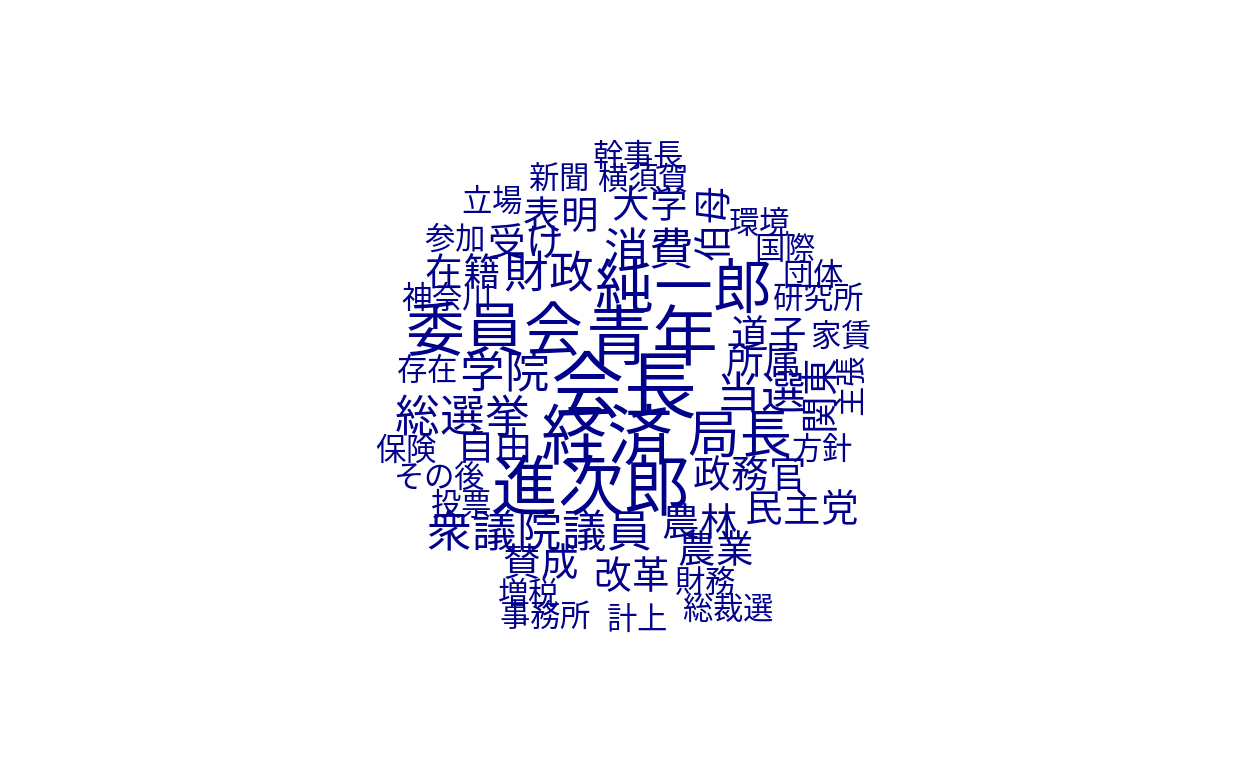 幹事長
新聞
横須賀
立場
表明
大学
伯母
環境
参加
受け
消費
国際
在籍
財政
純一郎
団体
神奈川
研究所
委員会
青年
道子
家賃
存在
学院
会長
所属
当選
関東
主張
総選挙
保険
自由
経済
局長
方針
その後
進次郎
政務官
投票
衆議院議員
農林
民主党
農業
賛成
改革
財務
増税
事務所
計上
総裁選